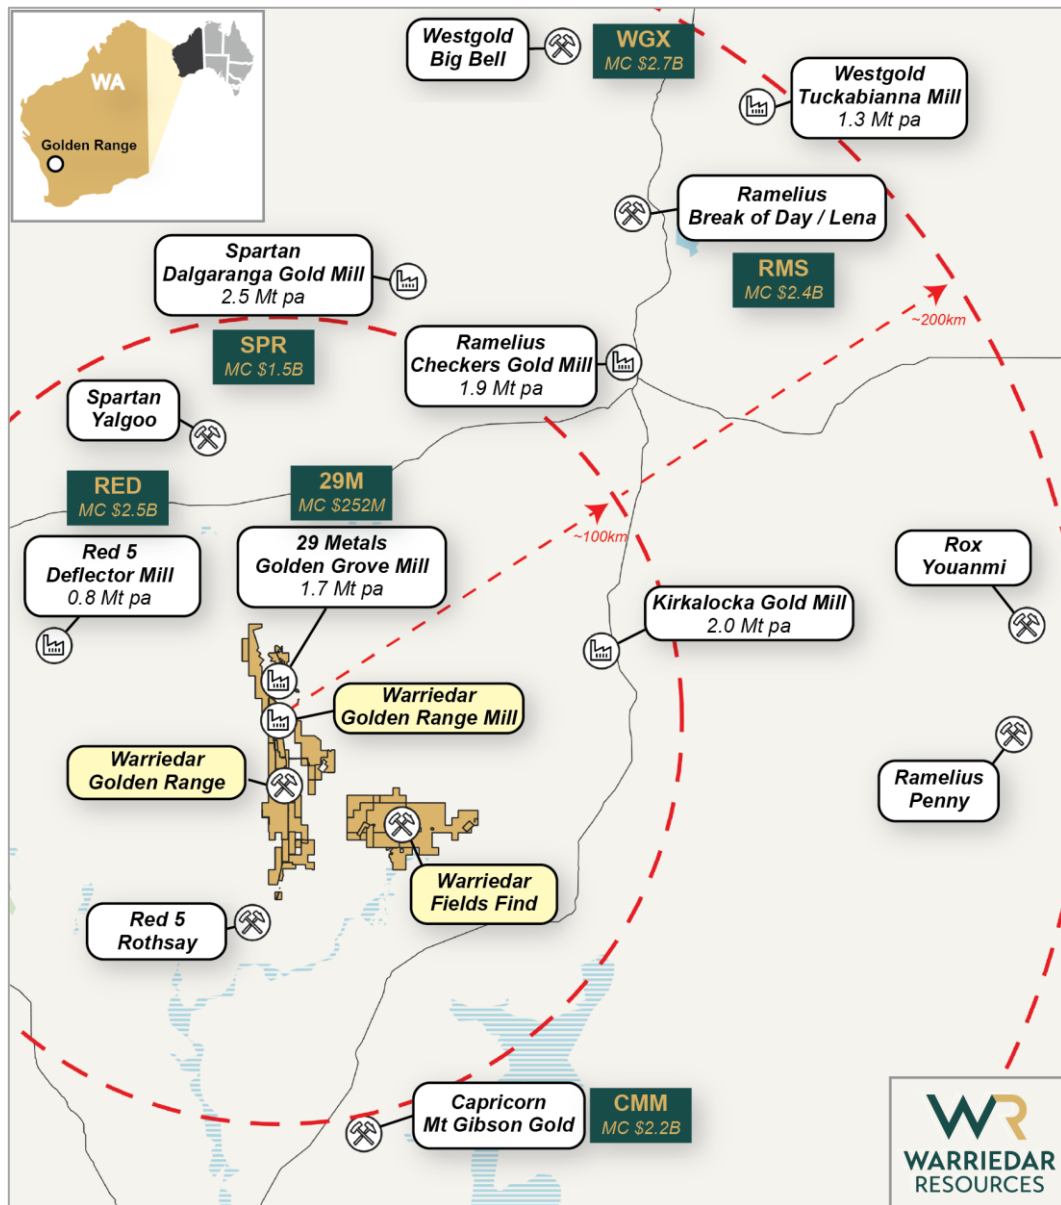 WA
Golden Range
Westgold
Big Bell
WGX
MC $2.7B
Westgold
Tuckabianna Mill
1.3 Mt pa
Ramelius
Break of Day / Lena
RMS
MC $2.4B
Spartan
Dalgaranga Gold Mill
2.5 Mt pa
SPR
MC $1.5B
~200km
Ramelius
Checkers Gold Mill
1.9 Mt pa
Spartan
Yalgoo
RED
MC $2.5B
29M
MC $252M
Red 5
Deflector Mill
0.8 Mt pa
29 Metals
Golden Grove Mill
1.7 Mt pa
~100km
Rox
Youanmi
Kirkalocka Gold Mill
2.0 Mt pa
Warriedar
Golden Range Mill
Warriedar
Golden Range
Ramelius
Penny
Warriedar
Fields Find
Red 5
Rothsay
Capricorn
Mt Gibson Gold
CMM
MC $2.2B
WR
WARRIEDAR
RESOURCES